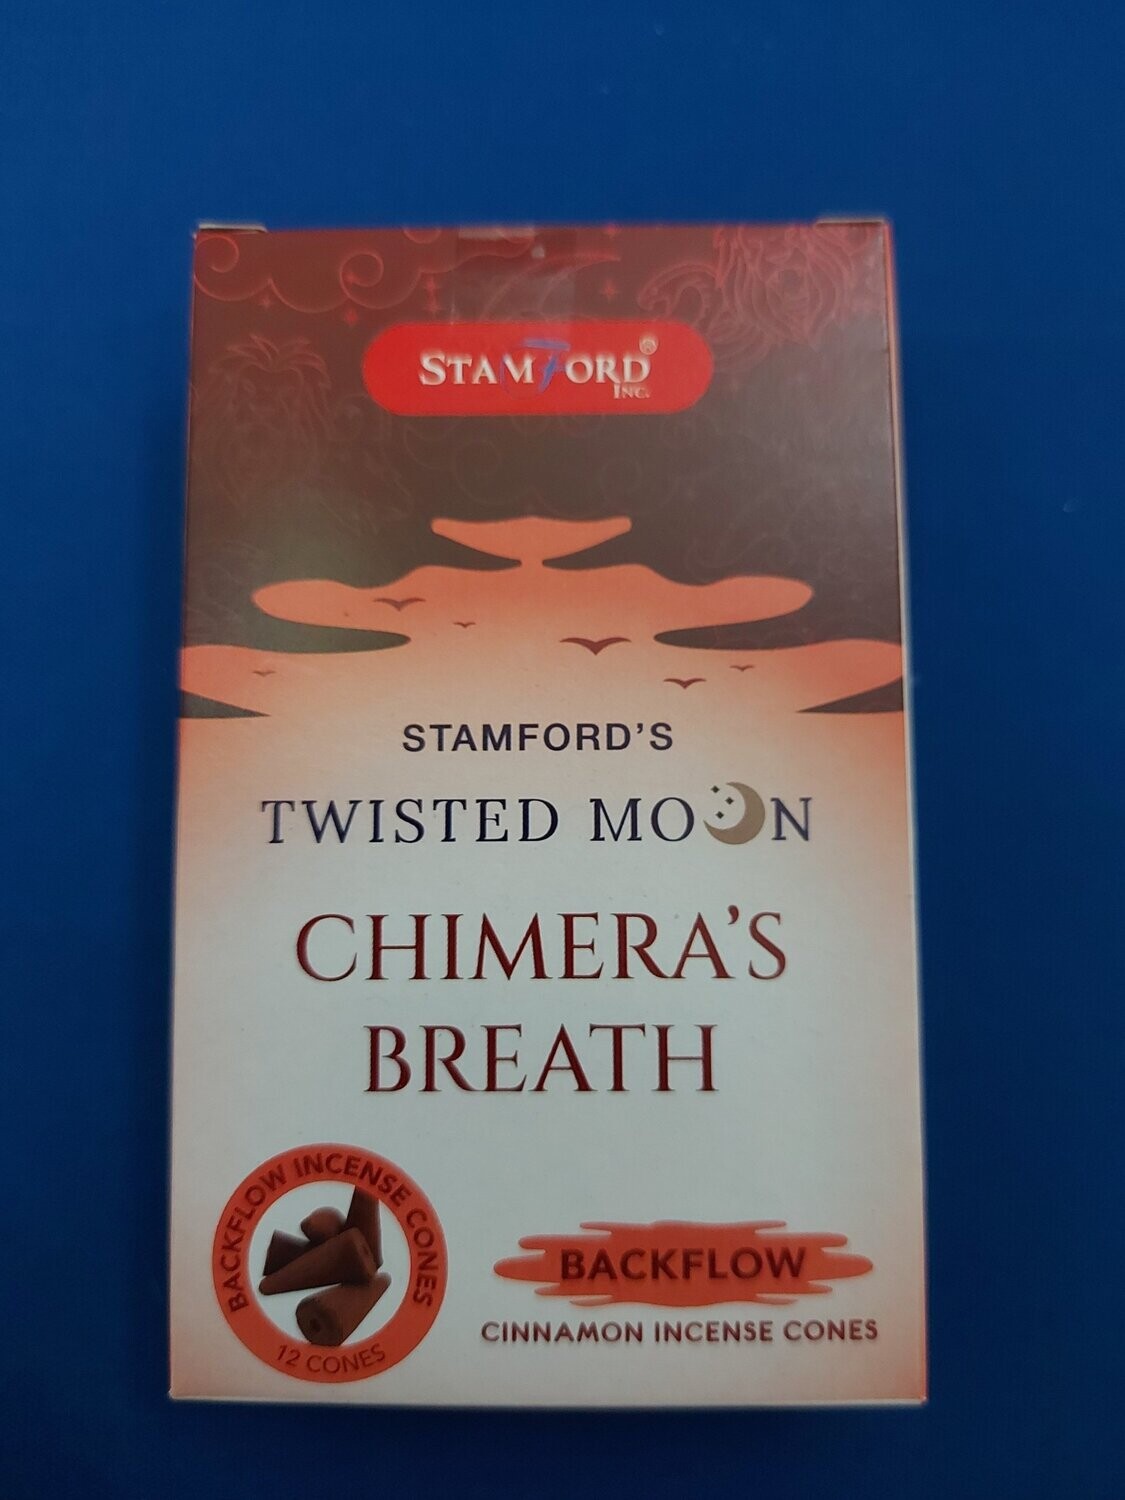 STAMFORD®
INC.
STAMFORD'S
TWISTED MOON
CHIMERA'S
BREATH
BACKFLOW INCENSE CONES
12 CONES
BACKFLOW
CINNAMON INCENSE CONES